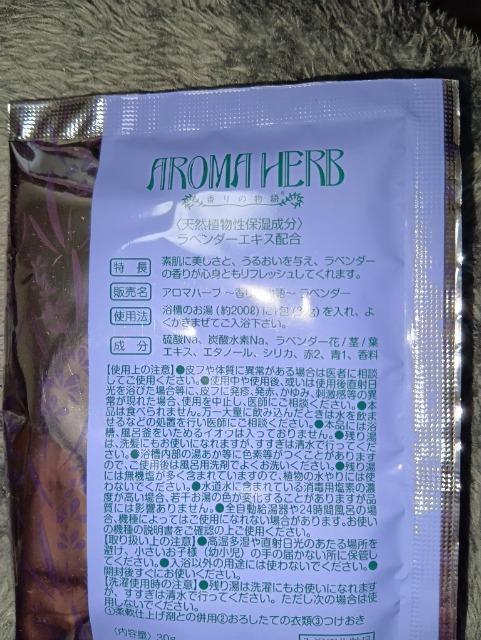 AROMA HERB
香りの物語
〈天然植物性保湿成分〉
ラベンダーエキス配合
特長 素肌に美しさと、うるおいを与え、ラベンダー
の香りが心身ともリフレッシュしてくれます。
販売名 アロマハーブ 〜香りの物語〜 ラベンダー
使用法 浴槽のお湯(約200ℓ)に1包(30g)を入れ、よ
くかきまぜてご入浴下さい。
成分 硫酸Na、炭酸水素Na、ラベンダー花/茎/葉
エキス、エタノール、シリカ、赤2、青1、香料
【使用上の注意】●皮フや体質に異常がある場合は医者に相談
してご使用ください。●使用中や使用後、或いは使用後直射日
光を浴びた場合等に、皮フに発疹、発赤、かゆみ、刺激感等の異
常が現れた場合、使用を中止し医師にご相談ください。●本
品は食べられません。万一大量に飲み込んだときは水を飲ま
せるなどの処置を行い医師にご相談ください。●本品には浴
槽、風呂釜をいためるイオウは入っておりません。●残り湯
は、洗髪にもお使いになれますが、すすぎは清水で行ってくだ
さい。●浴槽内部の湯あか等に色素等がつくことがあります
ので、ご使用後は風呂用洗剤でよくお洗いください。●残り湯
には無機塩が多く含まれていますので、植物の水やりには使
わないでください。●水道水に含まれている消毒用塩素の濃
度が高い場合、若干お湯の色が変化することがありますが品
質には影響ありません。●全自動給湯器や24時間風呂の場
合、機種によってはご使用になれない場合があります。お使い
の機種の説明書をご確認の上ご使用ください。
【取り扱い上の注意】●高温多湿や直射日光のあたる場所を
避け、小さいお子様(幼小児)の手の届かない所に保管し
てください。●入浴以外の用途には使わないでください。●
開封後すぐにお使いください。
【洗濯使用時の注意】●残り湯は洗濯にもお使いになれます
が、すすぎは清水で行ってください。ただし次の場合は使
用しないでください。
①柔軟仕上げ剤との併用②おろしたての衣類③つけおき
〈内容量〉30g